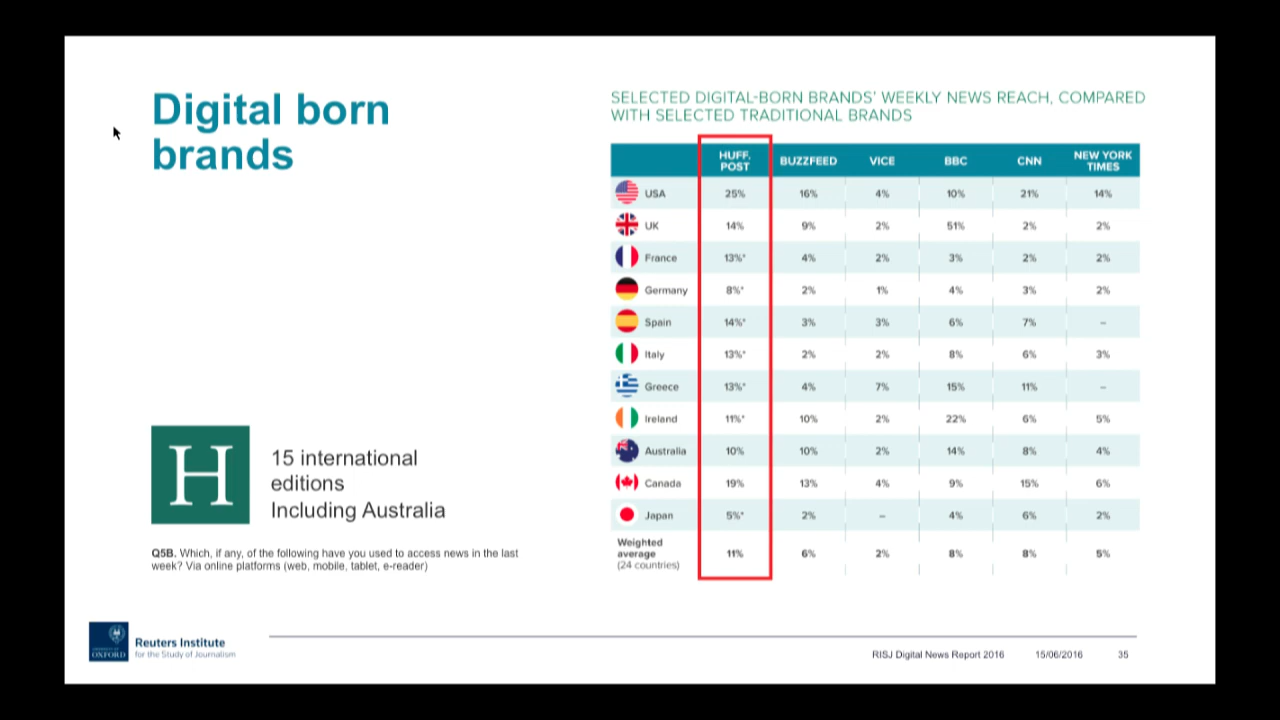 Digital born
brands
SELECTED DIGITAL-BORN BRANDS' WEEKLY NEWS REACH, COMPARED
WITH SELECTED TRADITIONAL BRANDS
HUFF. POST BUZZFEED VICE BBC CNN NEW YORK TIMES
USA 25% 16% 4% 10% 21% 14%
UK 14% 9% 2% 51% 2% 2%
France 13%* 4% 2% 3% 2% 2%
Germany 8%* 2% 1% 4% 3% 2%
Spain 14%* 3% 3% 6% 7% –
Italy 13%* 2% 2% 8% 6% 3%
Greece 13%* 4% 7% 15% 11% –
Ireland 11%* 10% 2% 22% 6% 5%
Australia 10% 10% 2% 14% 8% 4%
Canada 19% 13% 4% 9% 15% 6%
Japan 5%* 2% – 4% 6% 2%
Weighted
average
(24 countries) 11% 6% 2% 8% 8% 5%
H
15 international
editions
Including Australia
Q5B. Which, if any, of the following have you used to access news in the last
week? Via online platforms (web, mobile, tablet, e-reader)
UNIVERSITY OF
OXFORD
Reuters Institute
for the Study of Journalism
RISJ Digital News Report 2016 15/06/2016 35